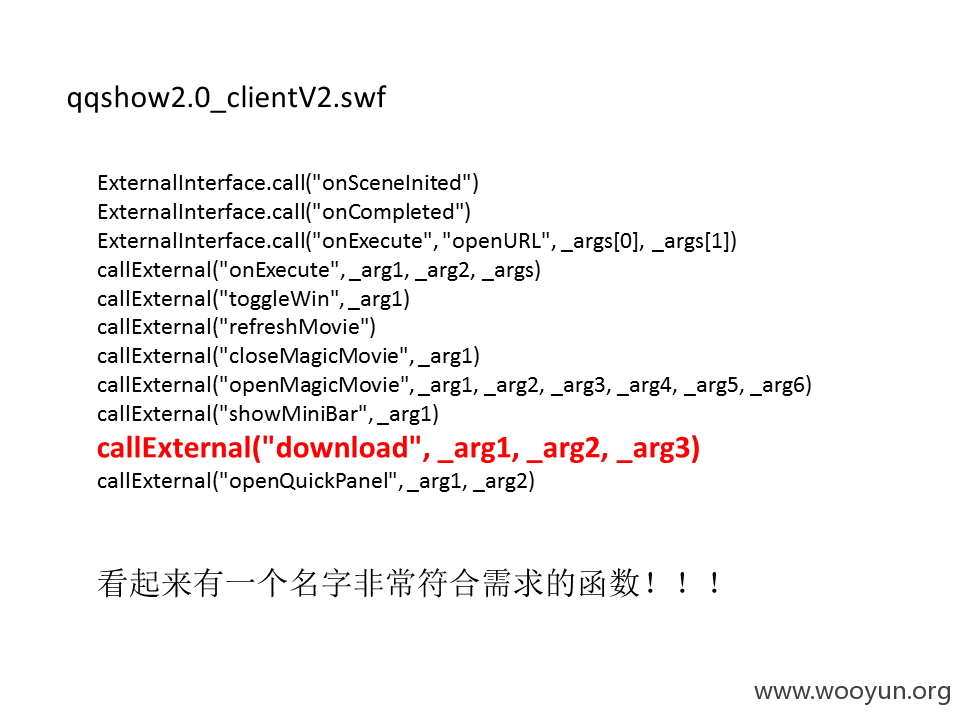 qqshow2.0_clientV2.swf
ExternalInterface.call("onSceneInited")
ExternalInterface.call("onCompleted")
ExternalInterface.call("onExecute","openURL", _args[0], _args[1])
callExternal("onExecute", _arg1, _arg2, _args)
callExternal("toggleWin", _arg1)
callExternal("refreshMovie")
callExternal("closeMagicMovie", _arg1)
callExternal("openMagicMovie", _arg1, _arg2, _arg3, _arg4, _arg5, _arg6)
callExternal("showMiniBar", _arg1)
callExternal("download", _arg1, _arg2, _arg3)
callExternal("openQuickPanel", _arg1, _arg2)
看起来有一个名字非常符合需求的函数！！！
www.wooyun.org